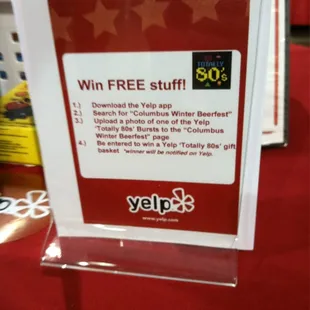 TOTALLY
80's
Win FREE stuff!
1.) Download the Yelp app
2.) Search for "Columbus Winter Beerfest"
3.) Upload a photo of one of the Yelp
'Totally 80s' Bursts to the "Columbus
Winter Beerfest" page
4.) Be entered to win a Yelp 'Totally 80s' gift
basket *winner will be notified on Yelp.
yelp
www.yelp.com